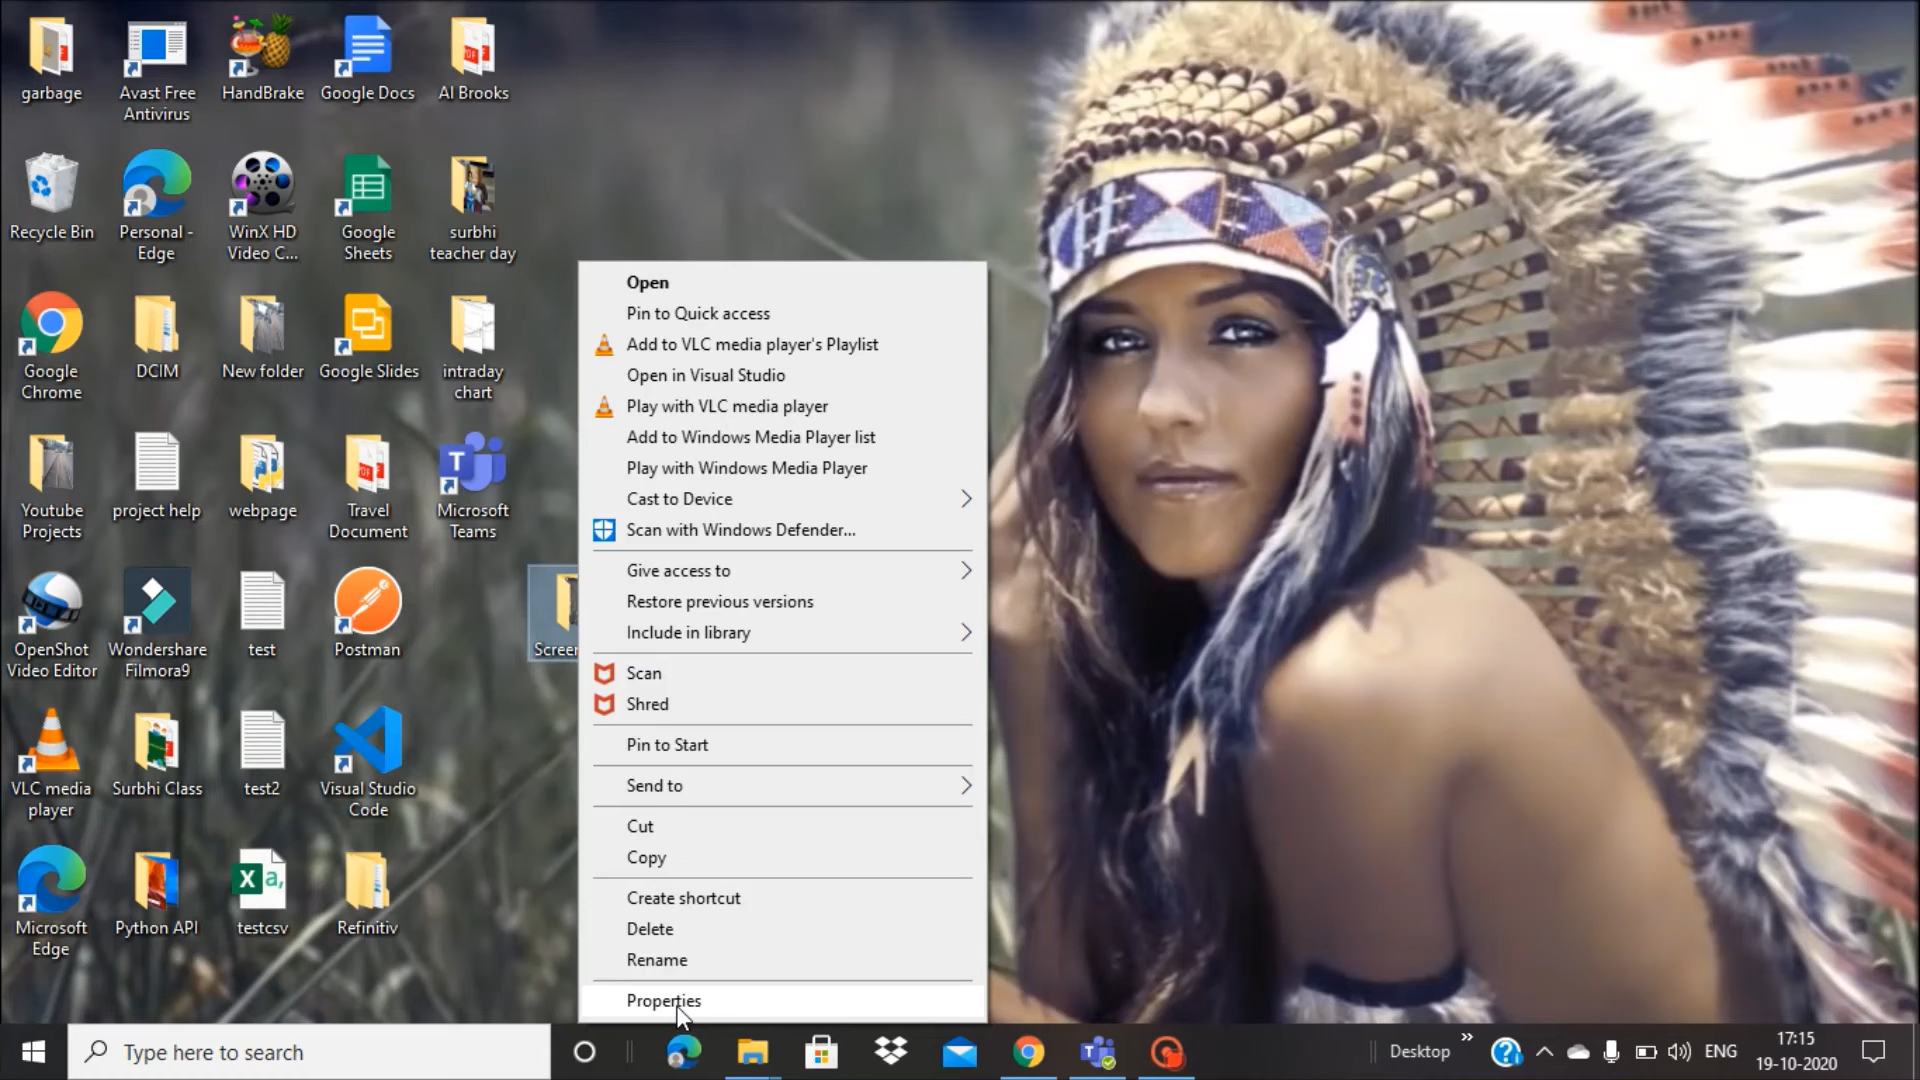 garbage
Avast Free
Antivirus
HandBrake
Google Docs
Al Brooks
Recycle Bin
Personal -
Edge
WinX HD
Video C...
Google
Sheets
surbhi
teacher day
Google
Chrome
DCIM
New folder
Google Slides
intraday
chart
Youtube
Projects
project help
webpage
Travel
Document
Microsoft
Teams
OpenShot
Video Editor
Wondershare
Filmora9
test
Postman
Screen
VLC media
player
Surbhi Class
test2
Visual Studio
Code
Microsoft
Edge
Python API
testcsv
Refinitiv
Open
Pin to Quick access
Add to VLC media player's Playlist
Open in Visual Studio
Play with VLC media player
Add to Windows Media Player list
Play with Windows Media Player
Cast to Device
Scan with Windows Defender...
Give access to
Restore previous versions
Include in library
Scan
Shred
Pin to Start
Send to
Cut
Copy
Create shortcut
Delete
Rename
Properties
Type here to search
Desktop
ENG
17:15
19-10-2020